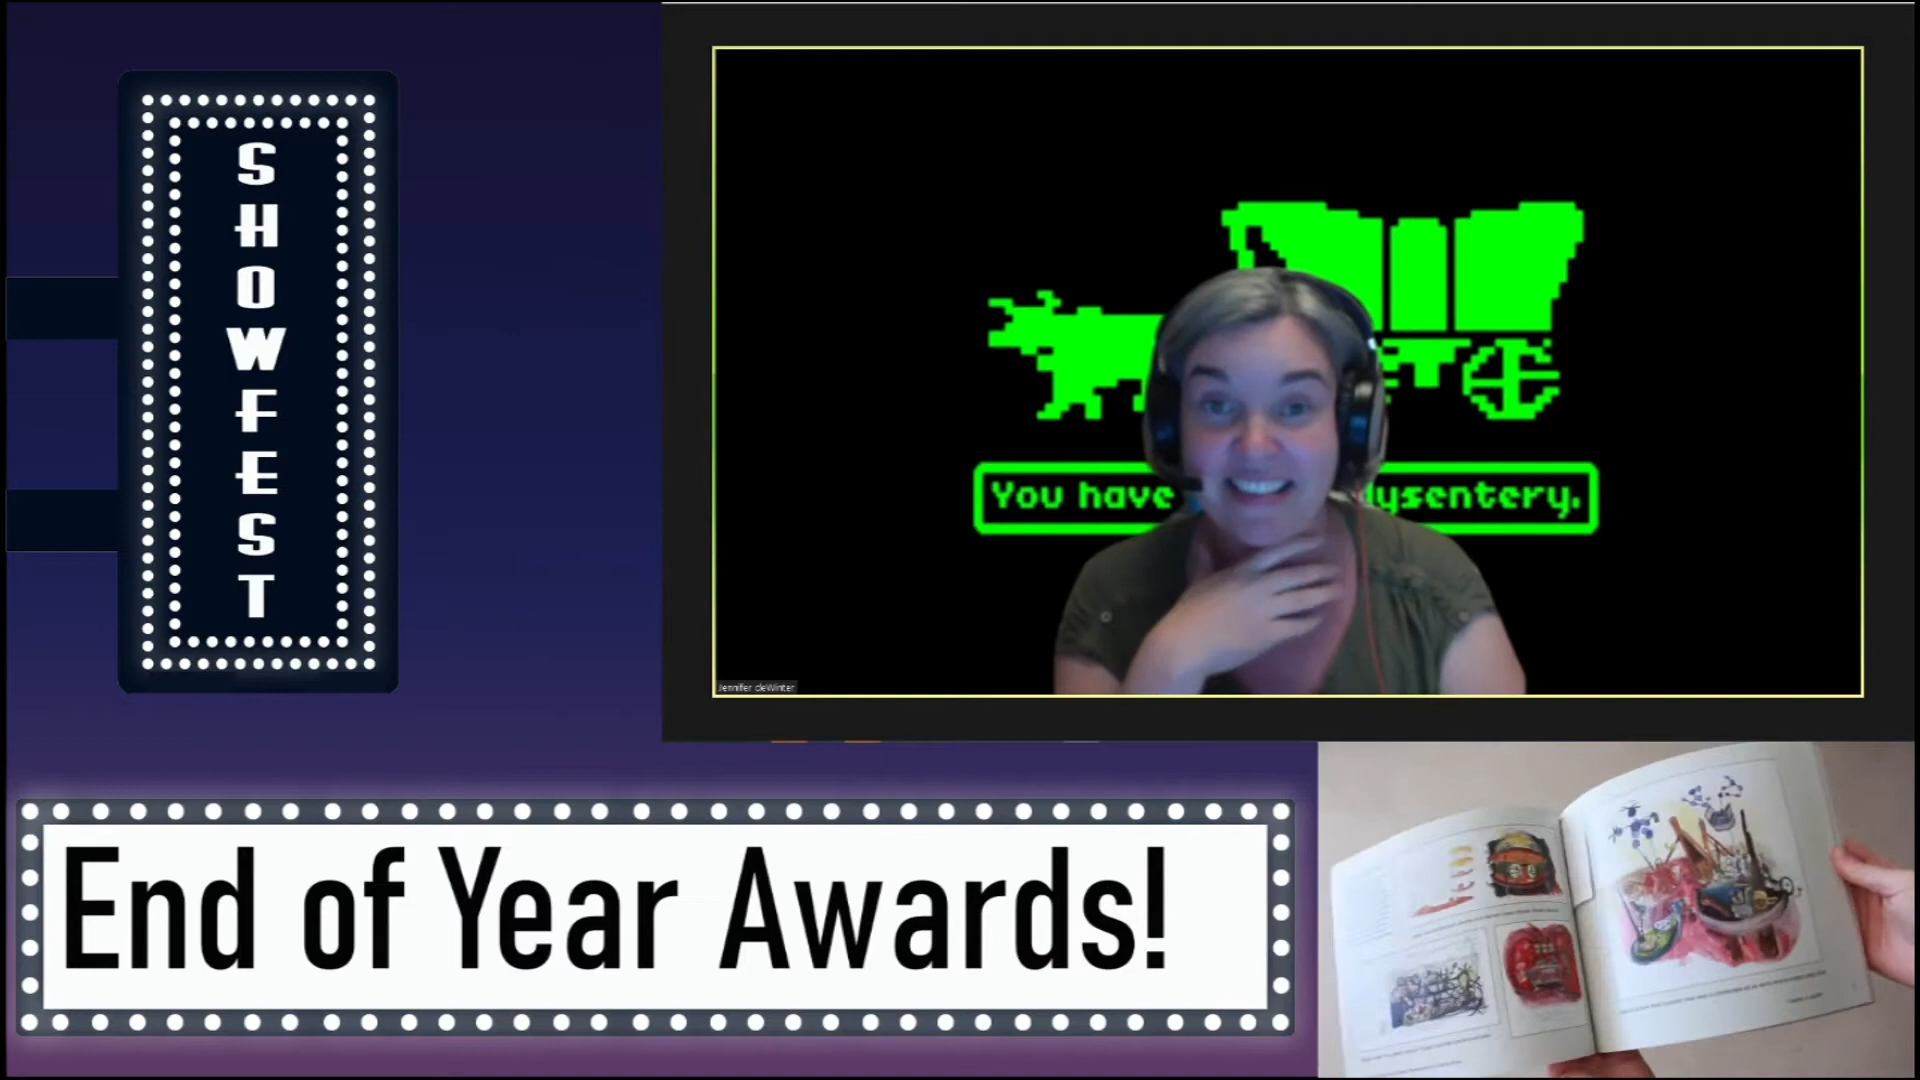 SHOWFEST
You have dysentery.
Jennifer deWinter
End of Year Awards!